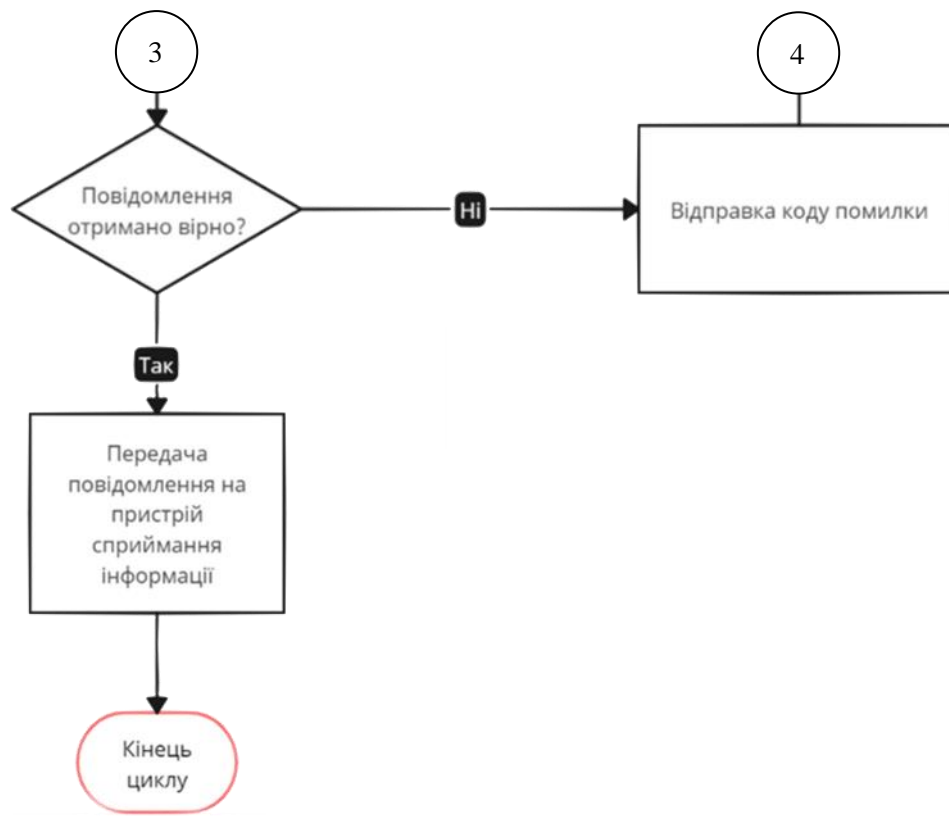 3
4
Повідомлення
отримано вірно?
Ні
Відправка коду помилки
Так
Передача
повідомлення на
пристрій
сприймання
інформації
Кінець
циклу